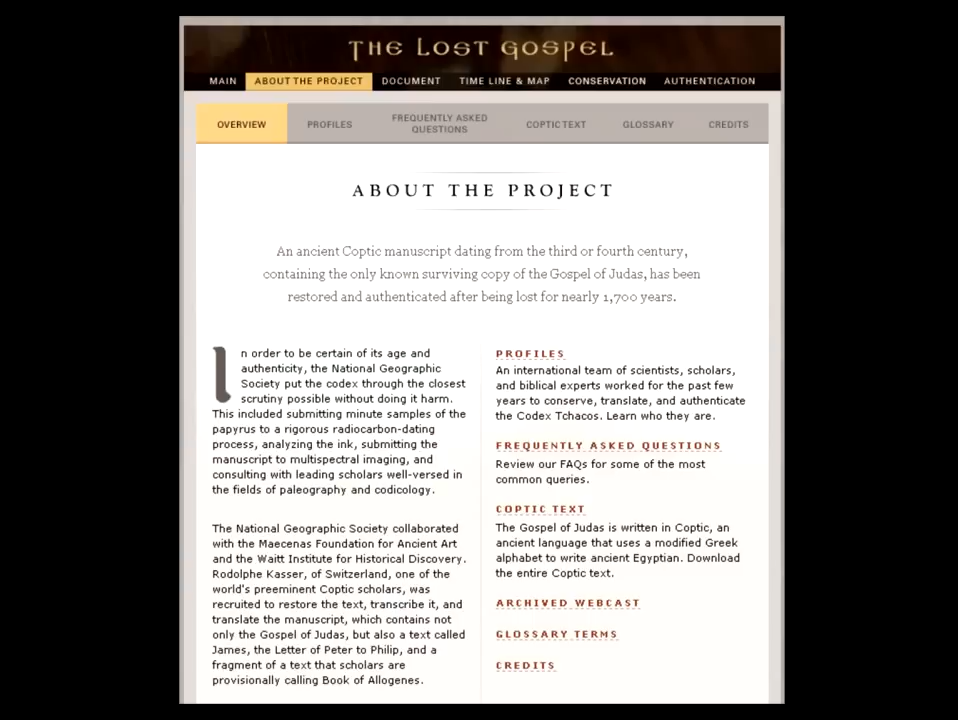 THE LOST GOSPEL
MAIN ABOUT THE PROJECT DOCUMENT TIME LINE & MAP CONSERVATION AUTHENTICATION
OVERVIEW PROFILES FREQUENTLY ASKED QUESTIONS COPTIC TEXT GLOSSARY CREDITS
ABOUT THE PROJECT
An ancient Coptic manuscript dating from the third or fourth century,
containing the only known surviving copy of the Gospel of Judas, has been
restored and authenticated after being lost for nearly 1,700 years.
In order to be certain of its age and
authenticity, the National Geographic
Society put the codex through the closest
scrutiny possible without doing it harm.
This included submitting minute samples of the
papyrus to a rigorous radiocarbon-dating
process, analyzing the ink, submitting the
manuscript to multispectral imaging, and
consulting with leading scholars well-versed in
the fields of paleography and codicology.
The National Geographic Society collaborated
with the Maecenas Foundation for Ancient Art
and the Waitt Institute for Historical Discovery.
Rodolphe Kasser, of Switzerland, one of the
world's preeminent Coptic scholars, was
recruited to restore the text, transcribe it, and
translate the manuscript, which contains not
only the Gospel of Judas, but also a text called
James, the Letter of Peter to Philip, and a
fragment of a text that scholars are
provisionally calling Book of Allogenes.
PROFILES
An international team of scientists, scholars,
and biblical experts worked for the past few
years to conserve, translate, and authenticate
the Codex Tchacos. Learn who they are.
FREQUENTLY ASKED QUESTIONS
Review our FAQs for some of the most
common queries.
COPTIC TEXT
The Gospel of Judas is written in Coptic, an
ancient language that uses a modified Greek
alphabet to write ancient Egyptian. Download
the entire Coptic text.
ARCHIVED WEBCAST
GLOSSARY TERMS
CREDITS